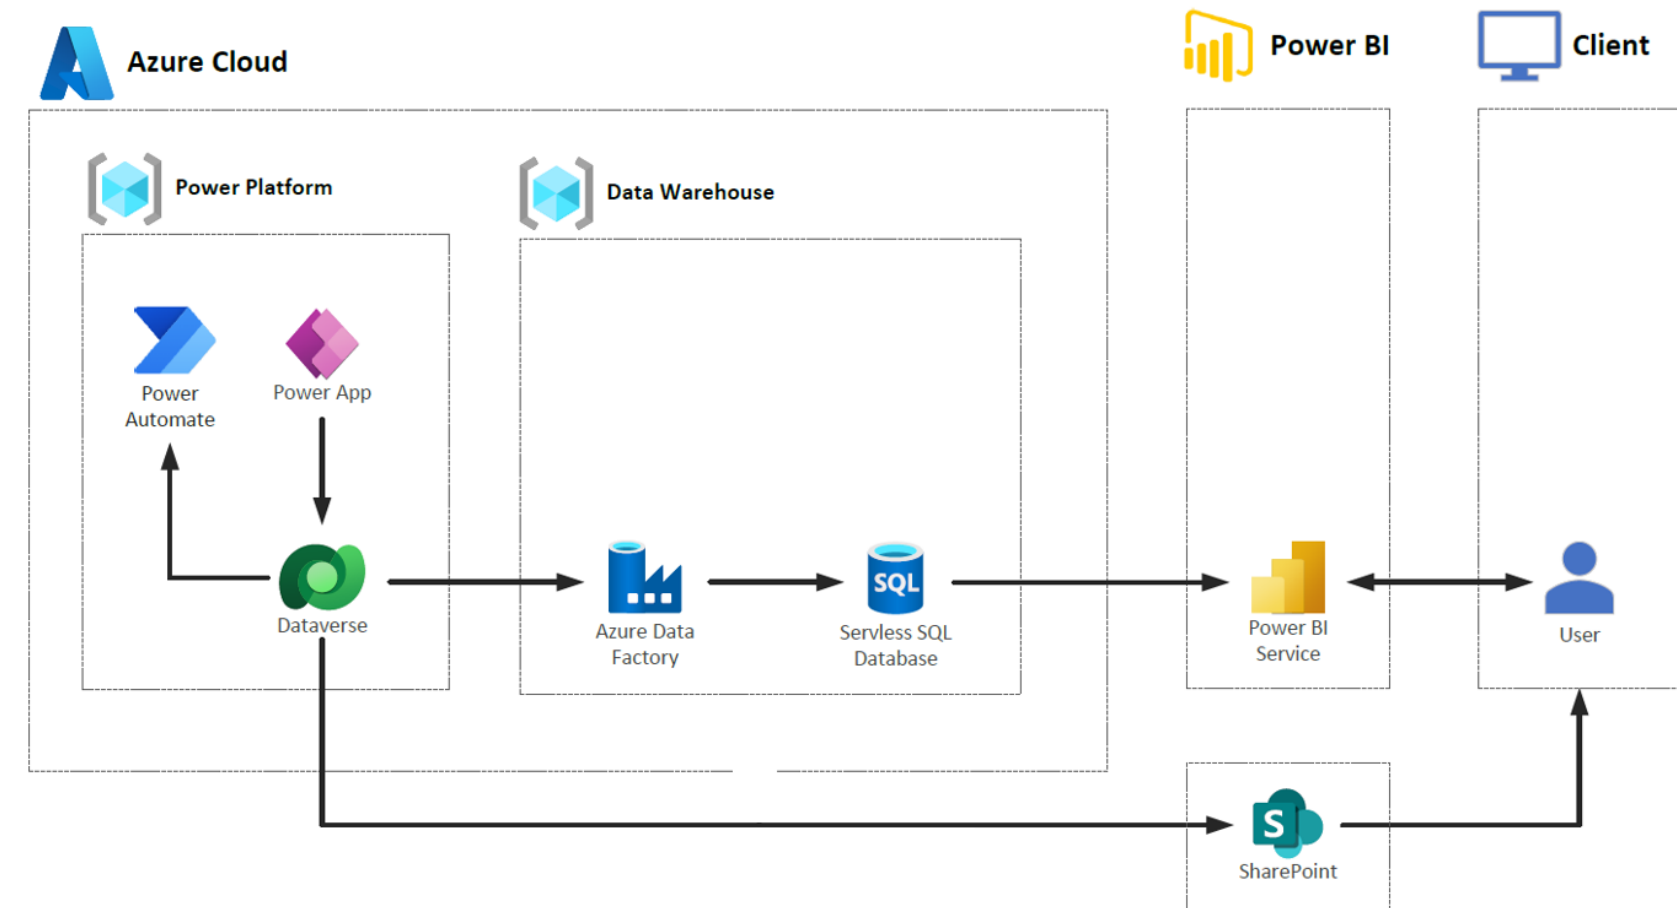 Azure Cloud
Power BI
Client
Power Platform
Data Warehouse
Power
Automate
Power App
Dataverse
Azure Data
Factory
SQL
Servless SQL
Database
Power BI
Service
User
S
SharePoint